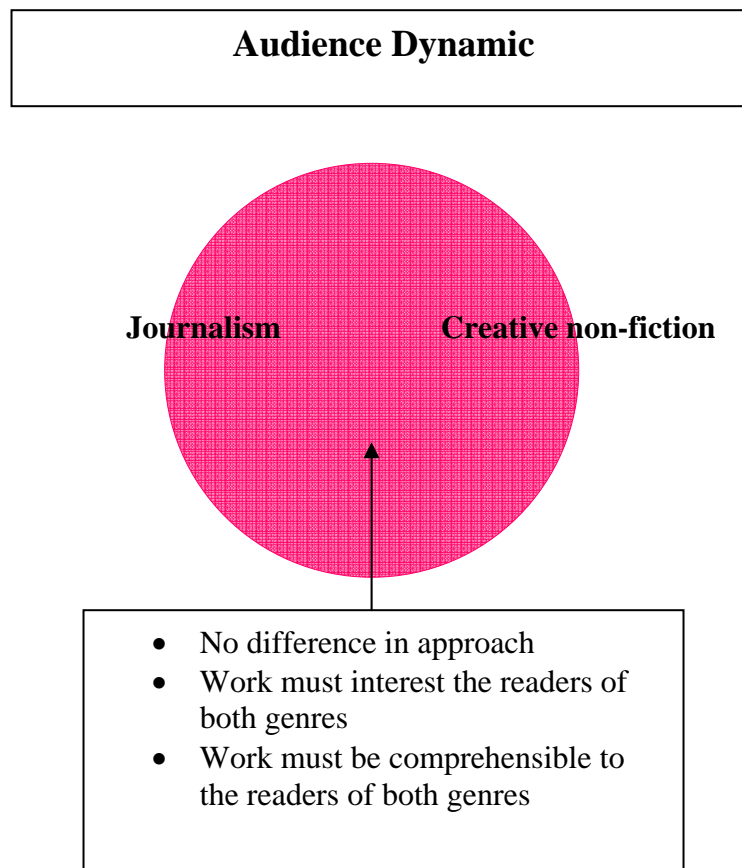 Audience Dynamic
Journalism
Creative non-fiction
• No difference in approach
• Work must interest the readers of
both genres
• Work must be comprehensible to
the readers of both genres